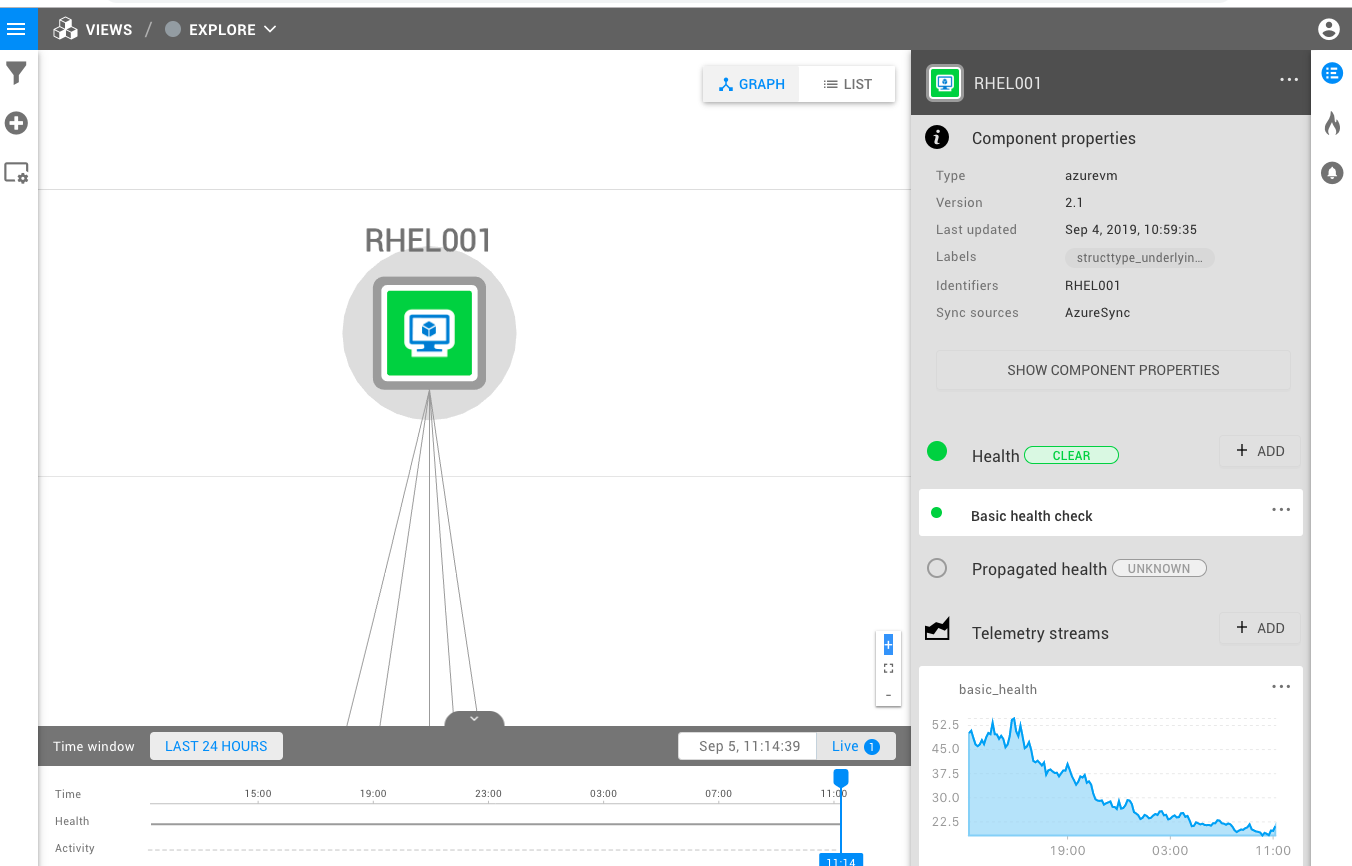 VIEWS / EXPLORE
GRAPH LIST
RHEL001
RHEL001
Component properties
Type azurevm
Version 2.1
Last updated Sep 4, 2019, 10:59:35
Labels structtype_underlyin...
Identifiers RHEL001
Sync sources AzureSync
SHOW COMPONENT PROPERTIES
Health CLEAR + ADD
Basic health check
Propagated health UNKNOWN
Telemetry streams + ADD
basic_health
52.5
45.0
37.5
30.0
22.5
19:00 03:00 11:00
+
-
Time window LAST 24 HOURS Sep 5, 11:14:39 Live 1
Time 15:00 19:00 23:00 03:00 07:00 11:00
Health
Activity
11:14